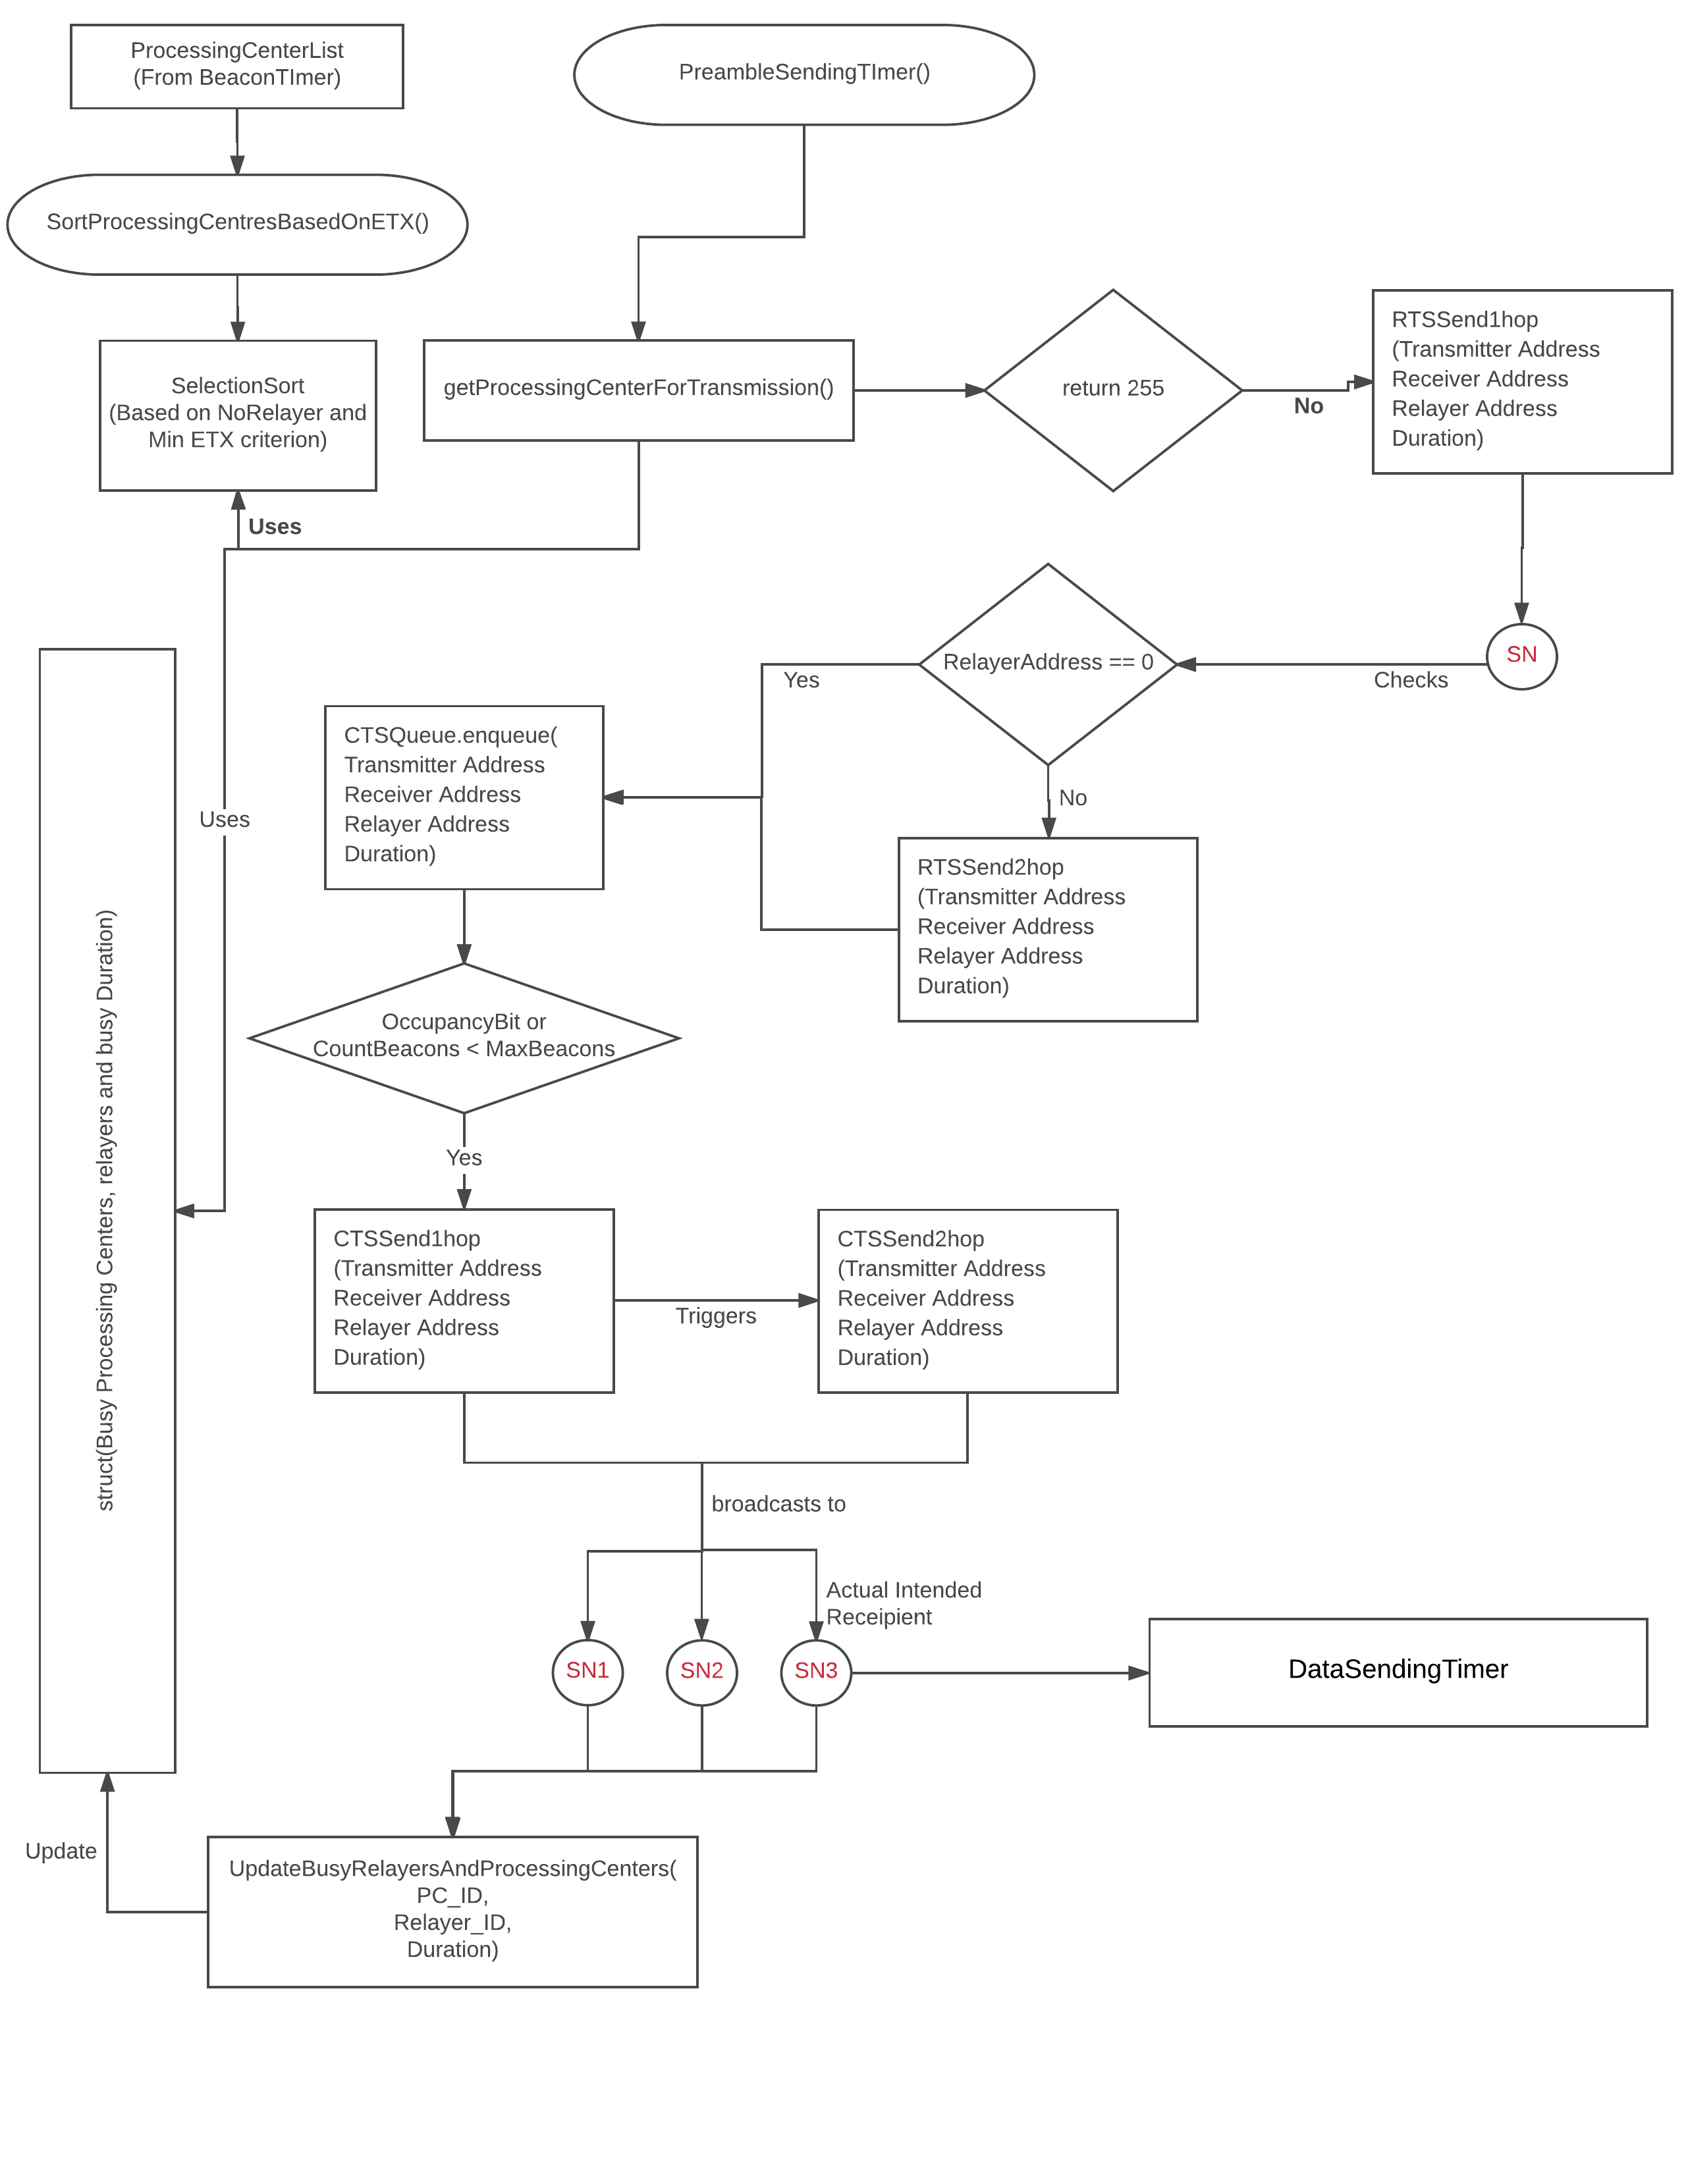 ProcessingCenterList
(From BeaconTImer)
PreambleSendingTImer()
SortProcessingCentresBasedOnETX()
SelectionSort
(Based on NoRelayer and
Min ETX criterion)
getProcessingCenterForTransmission()
return 255
No
RTSSend1hop
(Transmitter Address
Receiver Address
Relayer Address
Duration)
Uses
SN
Checks
RelayerAddress == 0
Yes
No
CTSQueue.enqueue(
Transmitter Address
Receiver Address
Relayer Address
Duration)
Uses
RTSSend2hop
(Transmitter Address
Receiver Address
Relayer Address
Duration)
struct(Busy Processing Centers, relayers and busy Duration)
OccupancyBit or
CountBeacons < MaxBeacons
Yes
CTSSend1hop
(Transmitter Address
Receiver Address
Relayer Address
Duration)
Triggers
CTSSend2hop
(Transmitter Address
Receiver Address
Relayer Address
Duration)
broadcasts to
Actual Intended
Receipient
SN1
SN2
SN3
DataSendingTimer
Update
UpdateBusyRelayersAndProcessingCenters(
PC_ID,
Relayer_ID,
Duration)